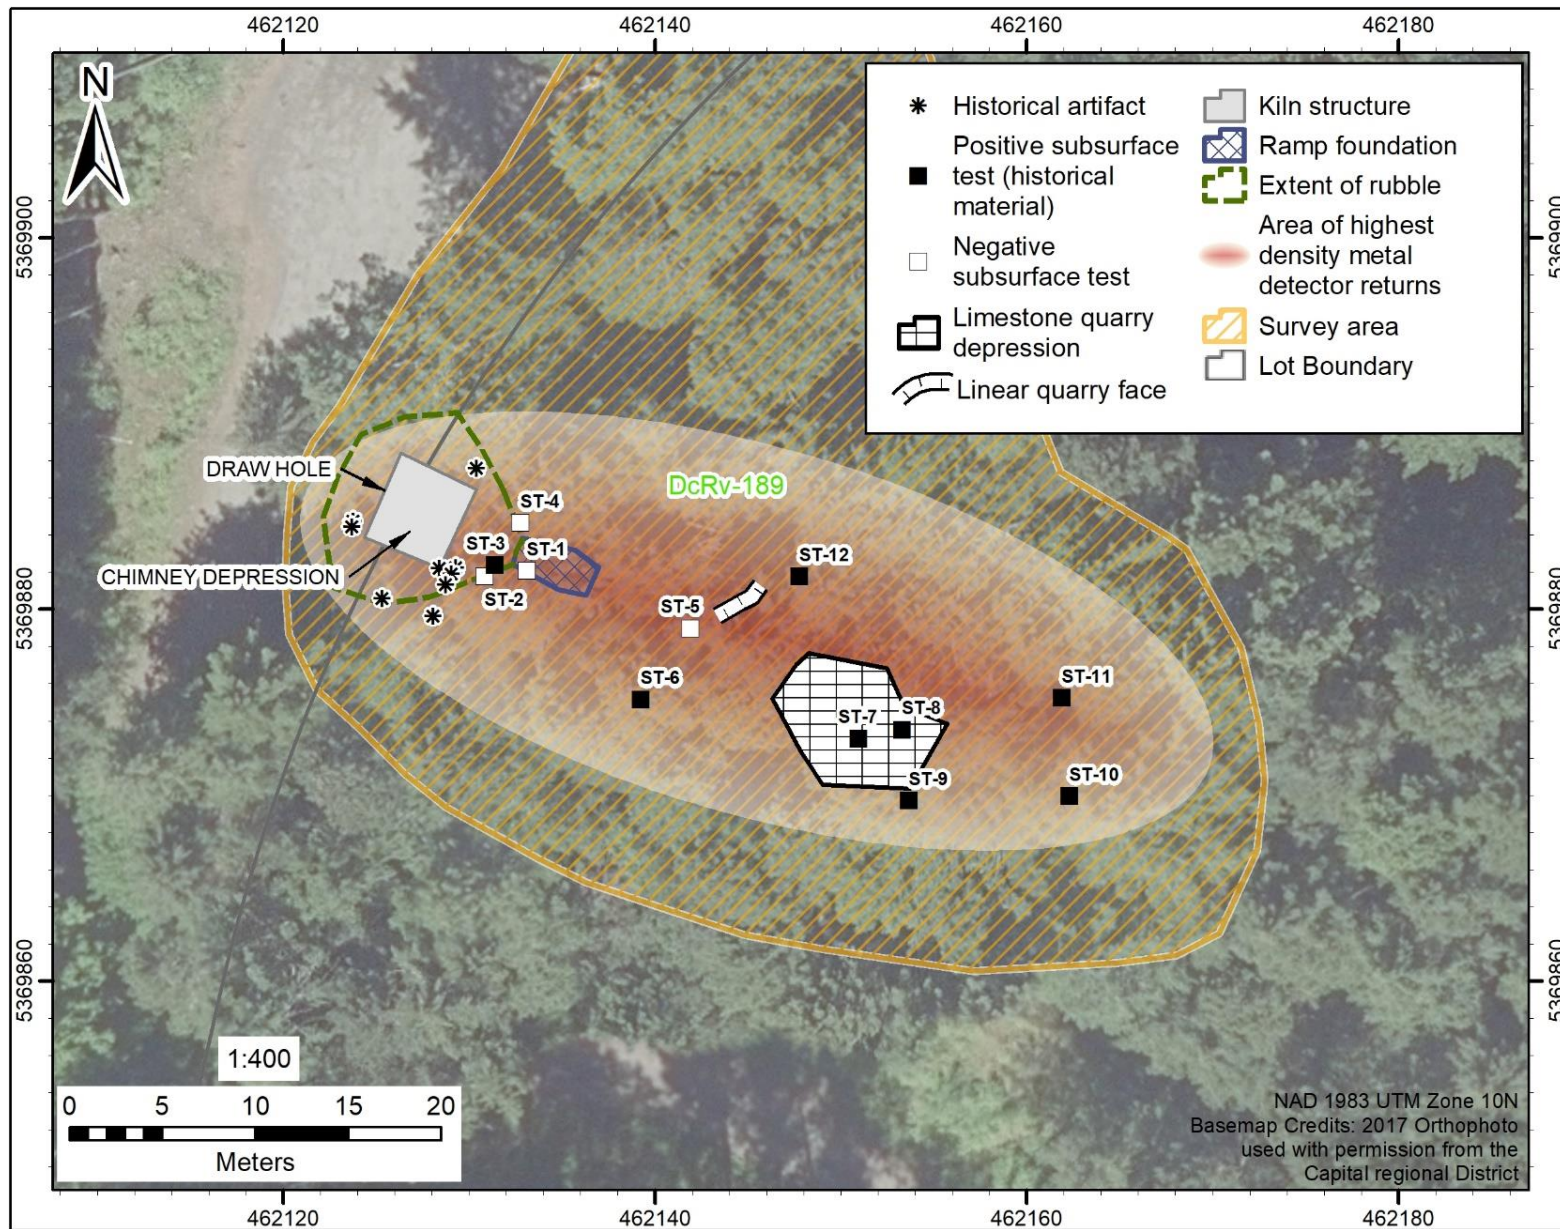 462120
462140
462160
462180
N
5369900
5369880
5369860
5369900
5369880
5369860
Historical artifact
Positive subsurface
test (historical
material)
Negative
subsurface test
Limestone quarry
depression
Linear quarry face
Kiln structure
Ramp foundation
Extent of rubble
Area of highest
density metal
detector returns
Survey area
Lot Boundary
DRAW HOLE
CHIMNEY DEPRESSION
DcRv-189
ST-4
ST-3
ST-1
ST-2
ST-12
ST-5
ST-6
ST-11
ST-8
ST-7
ST-9
ST-10
1:400
0 5 10 15 20
Meters
NAD 1983 UTM Zone 10N
Basemap Credits: 2017 Orthophoto
used with permission from the
Capital regional District
462120
462140
462160
462180